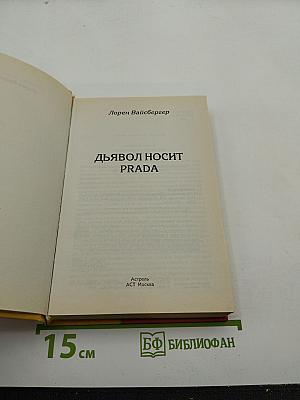 Лорен Вайсбергер
ДЬЯВОЛ НОСИТ
PRADA
Астрель
АСТ Москва
15 см
БФ БИБЛИОФАН